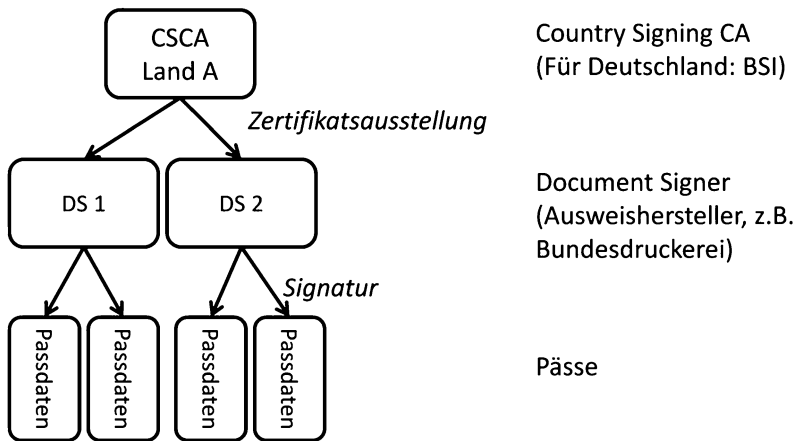 CSCA
Land A
Country Signing CA
(Für Deutschland: BSI)
Zertifikatsausstellung
DS 1
DS 2
Document Signer
(Ausweishersteller, z.B.
Bundesdruckerei)
Signatur
Passdaten
Passdaten
Passdaten
Passdaten
Pässe